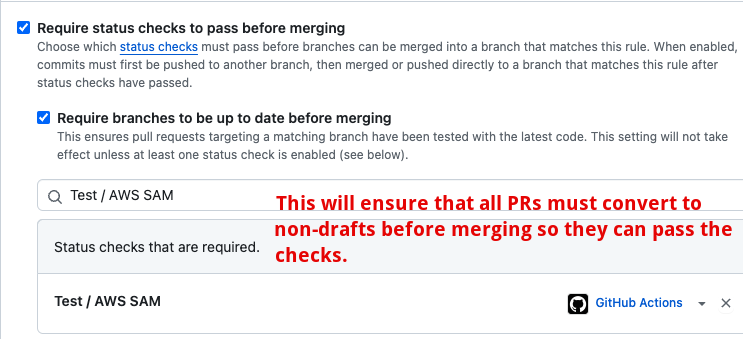 Require status checks to pass before merging
Choose which status checks must pass before branches can be merged into a branch that matches this rule. When enabled,
commits must first be pushed to another branch, then merged or pushed directly to a branch that matches this rule after
status checks have passed.
Require branches to be up to date before merging
This ensures pull requests targeting a matching branch have been tested with the latest code. This setting will not take
effect unless at least one status check is enabled (see below).
Test / AWS SAM
This will ensure that all PRs must convert to
non-drafts before merging so they can pass the
checks.
Status checks that are required.
Test / AWS SAM
GitHub Actions